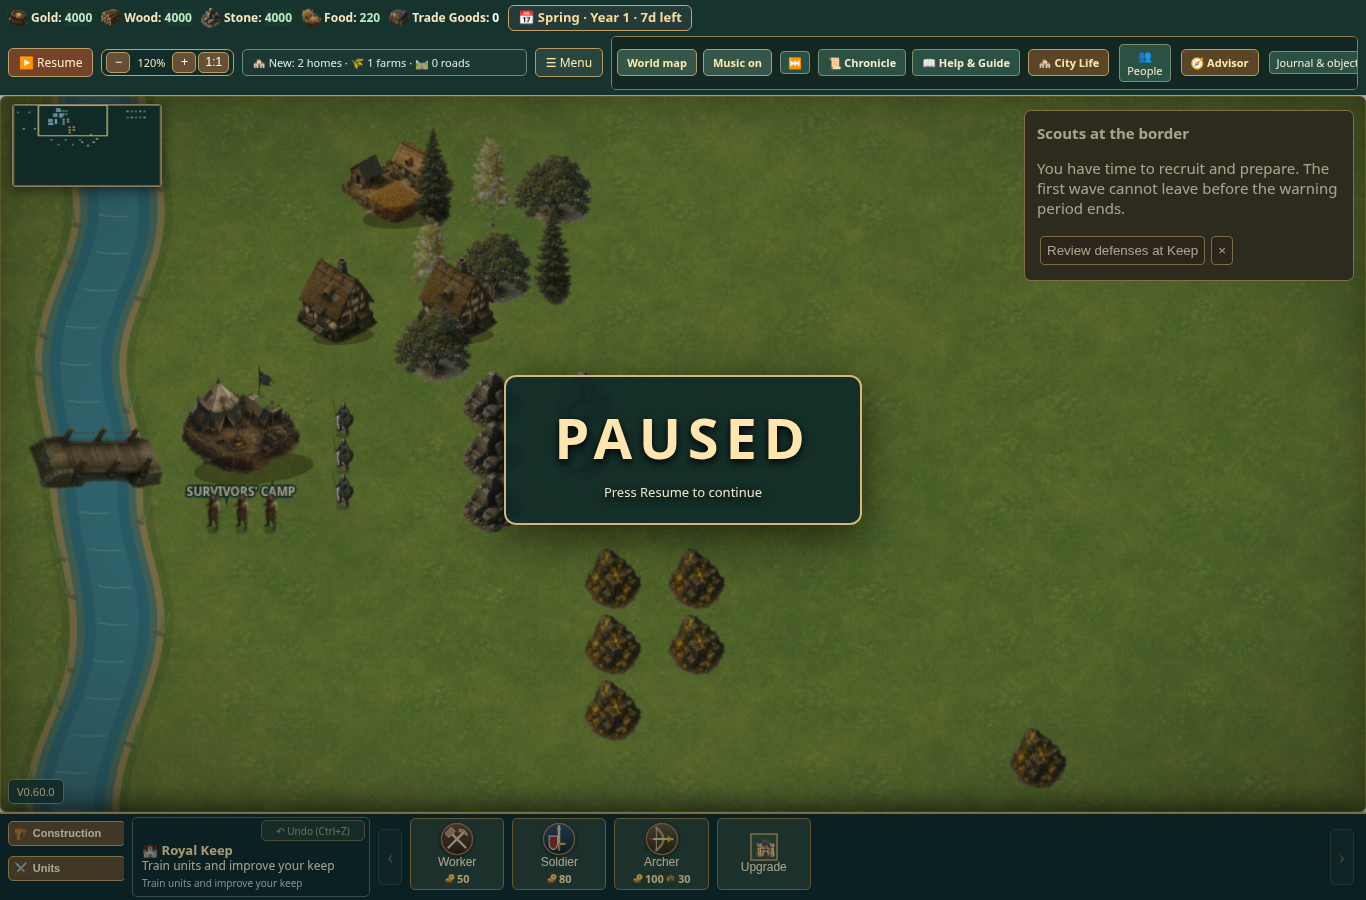 Gold: 4000 Wood: 4000 Stone: 4000 Food: 220 Trade Goods: 0 📅 Spring · Year 1 · 7d left
▶️ Resume − 120% + 1:1 🏘️ New: 2 homes · 🌾 1 farms · 🛤️ 0 roads ☰ Menu World map Music on ⏩ 📜 Chronicle 📖 Help & Guide 🏘️ City Life 👥 People 🧭 Advisor Journal & object
Scouts at the border
You have time to recruit and prepare. The
first wave cannot leave before the warning
period ends.
Review defenses at Keep ×
PAUSED
Press Resume to continue
SURVIVORS' CAMP
V0.60.0
🏗️ Construction
⚔️ Units
↶ Undo (Ctrl+Z)
🏰 Royal Keep
Train units and improve your keep
Train units and improve your keep
‹
Worker
50
Soldier
80
Archer
100 30
Upgrade
›